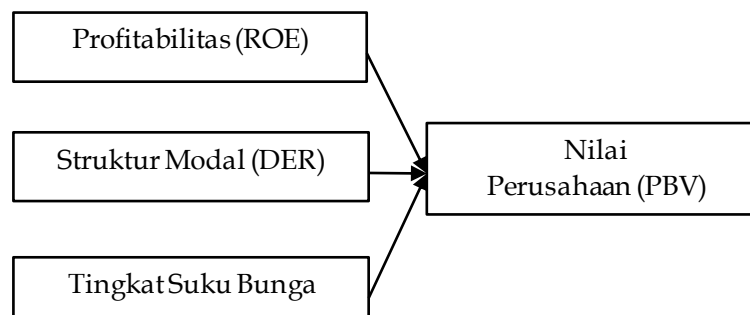 Profitabilitas (ROE)
Struktur Modal (DER)
Nilai
Perusahaan (PBV)
Tingkat Suku Bunga